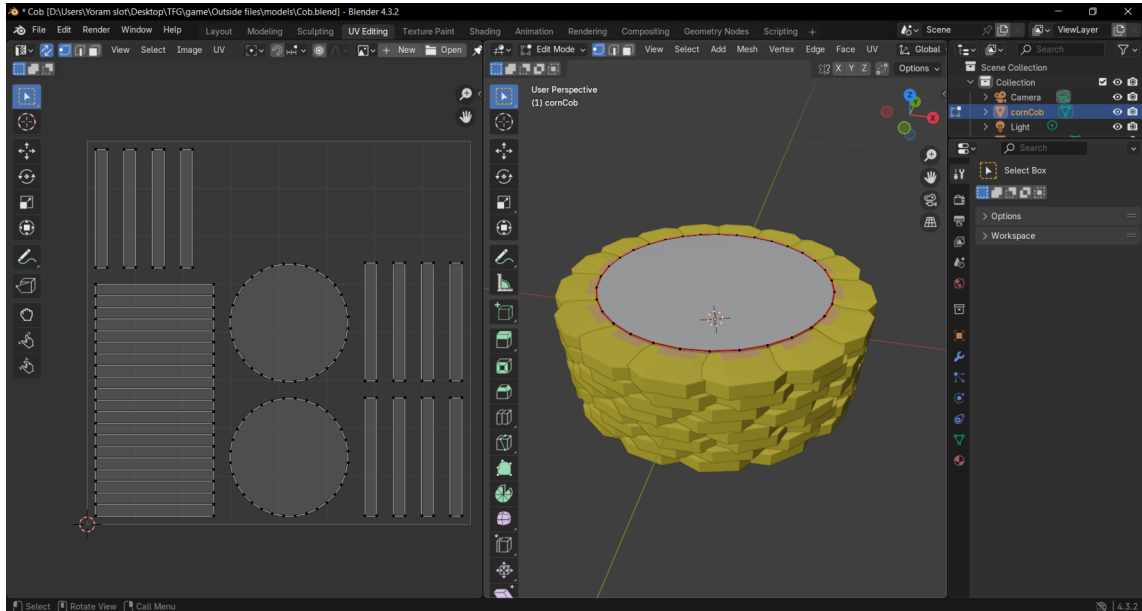 * Cob [D:\Users\Yoram slot\Desktop\TFG\game\Outside files\models\Cob.blend] - Blender 4.3.2
File Edit Render Window Help Layout Modeling Sculpting UV Editing Texture Paint Shading Animation Rendering Compositing Geometry Nodes Scripting + Scene ViewLayer
View Select Image UV + New Open Edit Mode View Select Add Mesh Vertex Edge Face UV Global Search
X Y Z Options
Scene Collection
Collection
Camera
cornCob
Light
User Perspective
(1) cornCob
Z
Y
X
Search
Select Box
Options
Workspace
Select Rotate View Call Menu 4.3.2